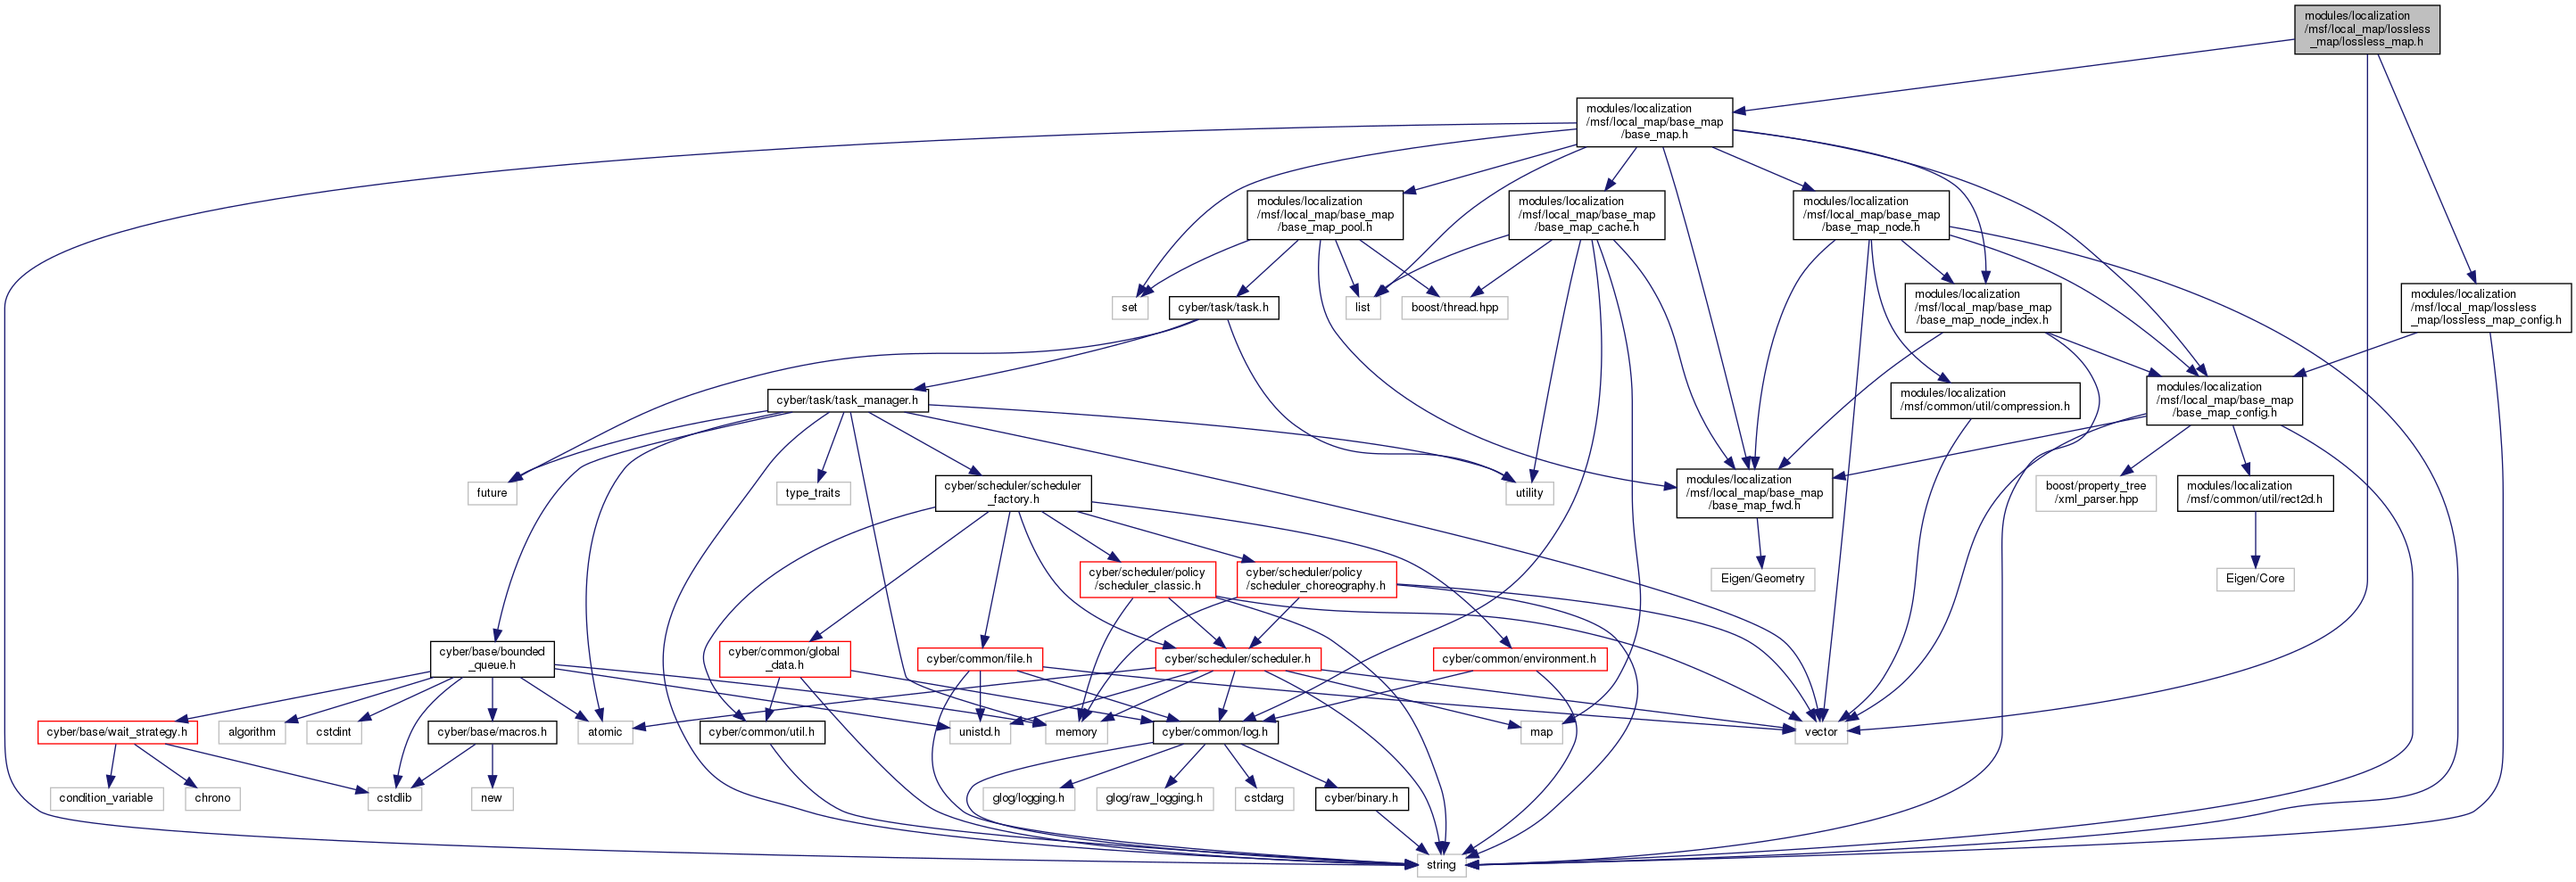 modules/localization
/msf/local_map/lossless
_map/lossless_map.h
modules/localization
/msf/local_map/base_map
/base_map.h
modules/localization
/msf/local_map/base_map
/base_map_pool.h
modules/localization
/msf/local_map/base_map
/base_map_cache.h
modules/localization
/msf/local_map/base_map
/base_map_node.h
set
cyber/task/task.h
list
boost/thread.hpp
modules/localization
/msf/local_map/base_map
/base_map_node_index.h
modules/localization
/msf/local_map/lossless
_map/lossless_map_config.h
cyber/task/task_manager.h
modules/localization
/msf/common/util/compression.h
modules/localization
/msf/local_map/base_map
/base_map_config.h
future
type_traits
cyber/scheduler/scheduler
_factory.h
utility
modules/localization
/msf/local_map/base_map
/base_map_fwd.h
boost/property_tree
/xml_parser.hpp
modules/localization
/msf/common/util/rect2d.h
cyber/scheduler/policy
/scheduler_classic.h
cyber/scheduler/policy
/scheduler_choreography.h
Eigen/Geometry
Eigen/Core
cyber/base/bounded
_queue.h
cyber/common/global
_data.h
cyber/common/file.h
cyber/scheduler/scheduler.h
cyber/common/environment.h
cyber/base/wait_strategy.h
algorithm
cstdint
cyber/base/macros.h
atomic
cyber/common/util.h
unistd.h
memory
cyber/common/log.h
map
vector
condition_variable
chrono
cstdlib
new
glog/logging.h
glog/raw_logging.h
cstdarg
cyber/binary.h
string